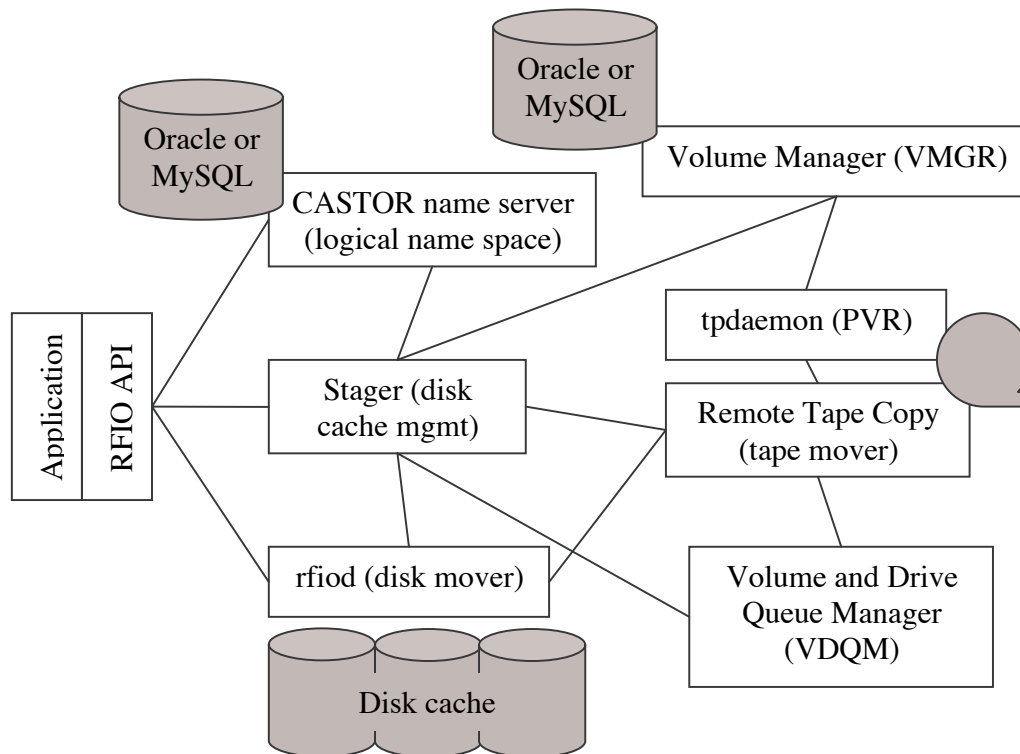 Oracle or
MySQL
Oracle or
MySQL
Volume Manager (VMGR)
CASTOR name server
(logical name space)
tpdaemon (PVR)
Application
RFIO API
Stager (disk
cache mgmt)
Remote Tape Copy
(tape mover)
rfiod (disk mover)
Volume and Drive
Queue Manager
(VDQM)
Disk cache